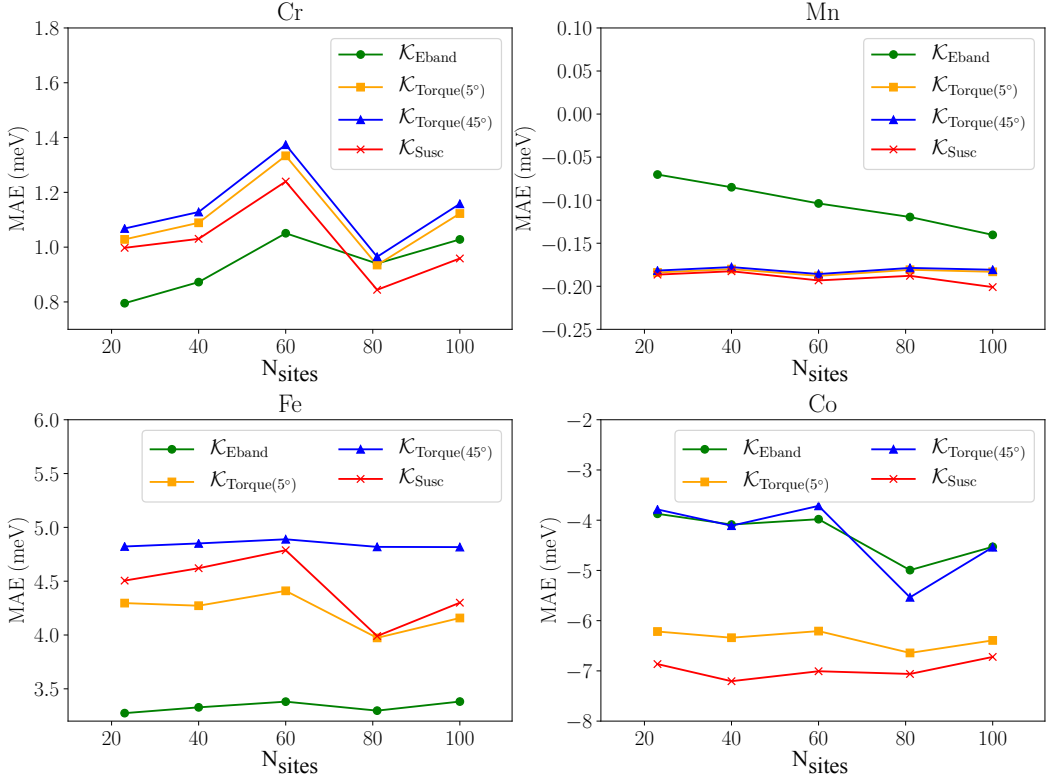 Cr
MAE (meV)
1.8
1.6
1.4
1.2
1.0
0.8
20 40 60 80 100
N_sites
𝒦_Eband
𝒦_Torque(5°)
𝒦_Torque(45°)
𝒦_Susc
Mn
MAE (meV)
0.10
0.05
0.00
−0.05
−0.10
−0.15
−0.20
−0.25
20 40 60 80 100
N_sites
𝒦_Eband
𝒦_Torque(5°)
𝒦_Torque(45°)
𝒦_Susc
Fe
MAE (meV)
6.0
5.5
5.0
4.5
4.0
3.5
20 40 60 80 100
N_sites
𝒦_Eband 𝒦_Torque(45°)
𝒦_Torque(5°) 𝒦_Susc
Co
MAE (meV)
−2
−3
−4
−5
−6
−7
−8
20 40 60 80 100
N_sites
𝒦_Eband 𝒦_Torque(45°)
𝒦_Torque(5°) 𝒦_Susc